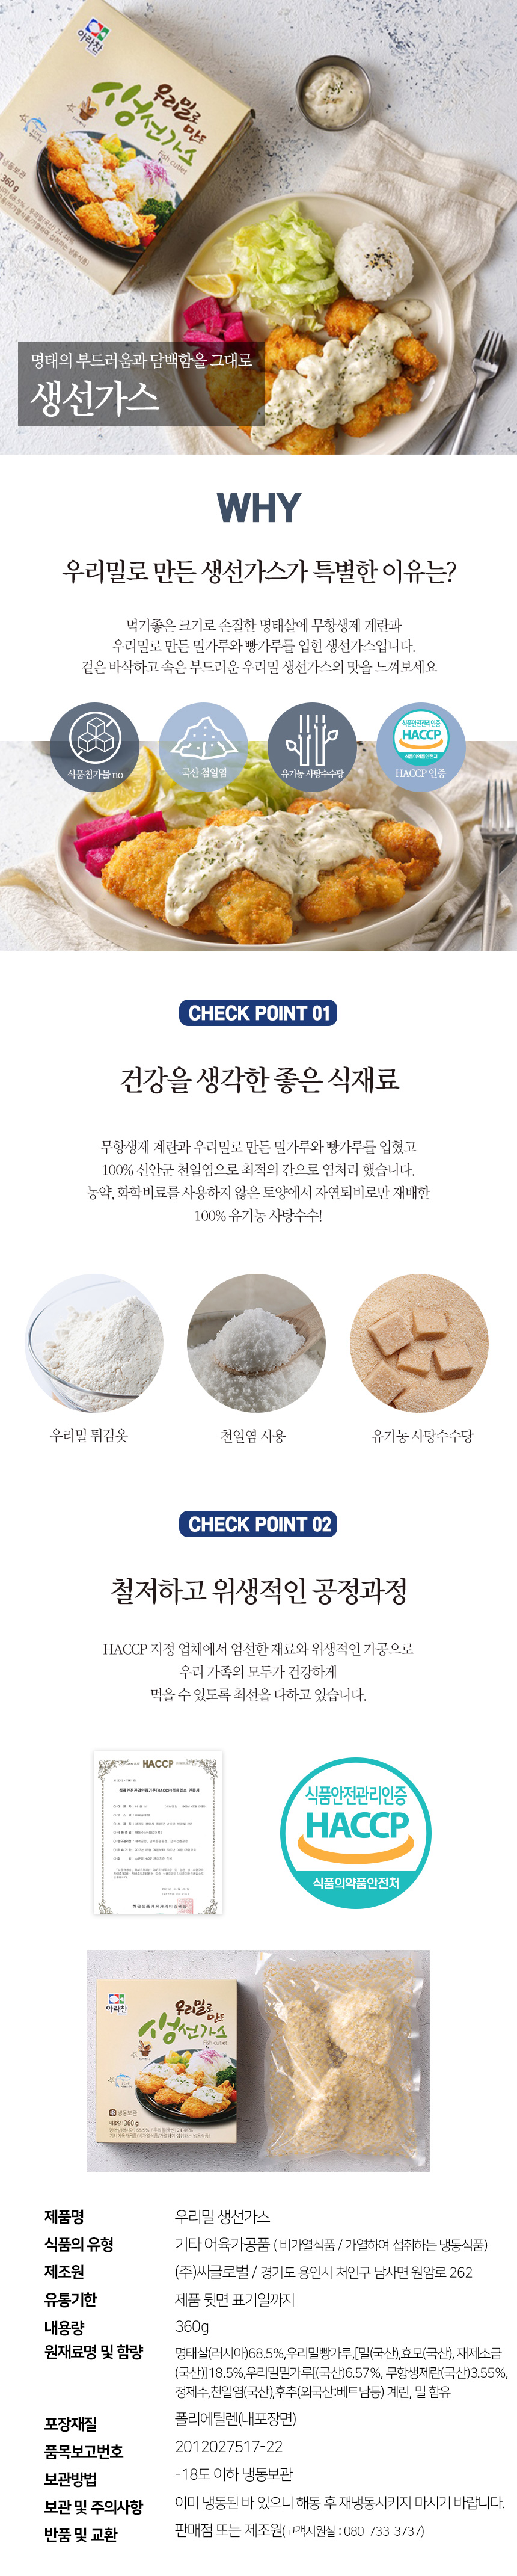 아라찬
우리밀로 만든
생선가스
fish cutlet
냉동보관
360 g
명태의 부드러움과 담백함을 그대로
생선가스
WHY
우리밀로 만든 생선가스가 특별한 이유는?
먹기좋은 크기로 손질한 명태살에 무항생제 계란과
우리밀로 만든 밀가루와 빵가루를 입힌 생선가스입니다.
겉은 바삭하고 속은 부드러운 우리밀 생선가스의 맛을 느껴보세요
식품첨가물 no
국산 천일염
유기농 사탕수수당
식품안전관리인증
HACCP
식품의약품안전처
HACCP 인증
CHECK POINT 01
건강을 생각한 좋은 식재료
무항생제 계란과 우리밀로 만든 밀가루와 빵가루를 입혔고
100% 신안군 천일염으로 최적의 간으로 염처리 했습니다.
농약, 화학비료를 사용하지 않은 토양에서 자연퇴비로만 재배한
100% 유기농 사탕수수!
우리밀 튀김옷
천일염 사용
유기농 사탕수수당
CHECK POINT 02
철저하고 위생적인 공정과정
HACCP 지정 업체에서 엄선한 재료와 위생적인 가공으로
우리 가족의 모두가 건강하게
먹을 수 있도록 최선을 다하고 있습니다.
HACCP
식품안전관리인증
HACCP
식품의약품안전처
아라찬
우리밀로 만든
생선가스
fish cutlet
냉동보관
360 g
제품명 우리밀 생선가스
식품의 유형 기타 어육가공품 ( 비가열식품 / 가열하여 섭취하는 냉동식품)
제조원 (주)씨글로벌 / 경기도 용인시 처인구 남사면 원암로 262
유통기한 제품 뒷면 표기일까지
내용량 360g
원재료명 및 함량 명태살(러시아)68.5%,우리밀빵가루,[밀(국산),효모(국산), 재제소금
(국산)]18.5%,우리밀밀가루[(국산)6.57%, 무항생제란(국산)3.55%,
정제수,천일염(국산),후추(외국산:베트남등) 계린, 밀 함유
포장재질 폴리에틸렌(내포장면)
품목보고번호 2012027517-22
보관방법 -18도 이하 냉동보관
보관 및 주의사항 이미 냉동된 바 있으니 해동 후 재냉동시키지 마시기 바랍니다.
반품 및 교환 판매점 또는 제조원(고객지원실 : 080-733-3737)